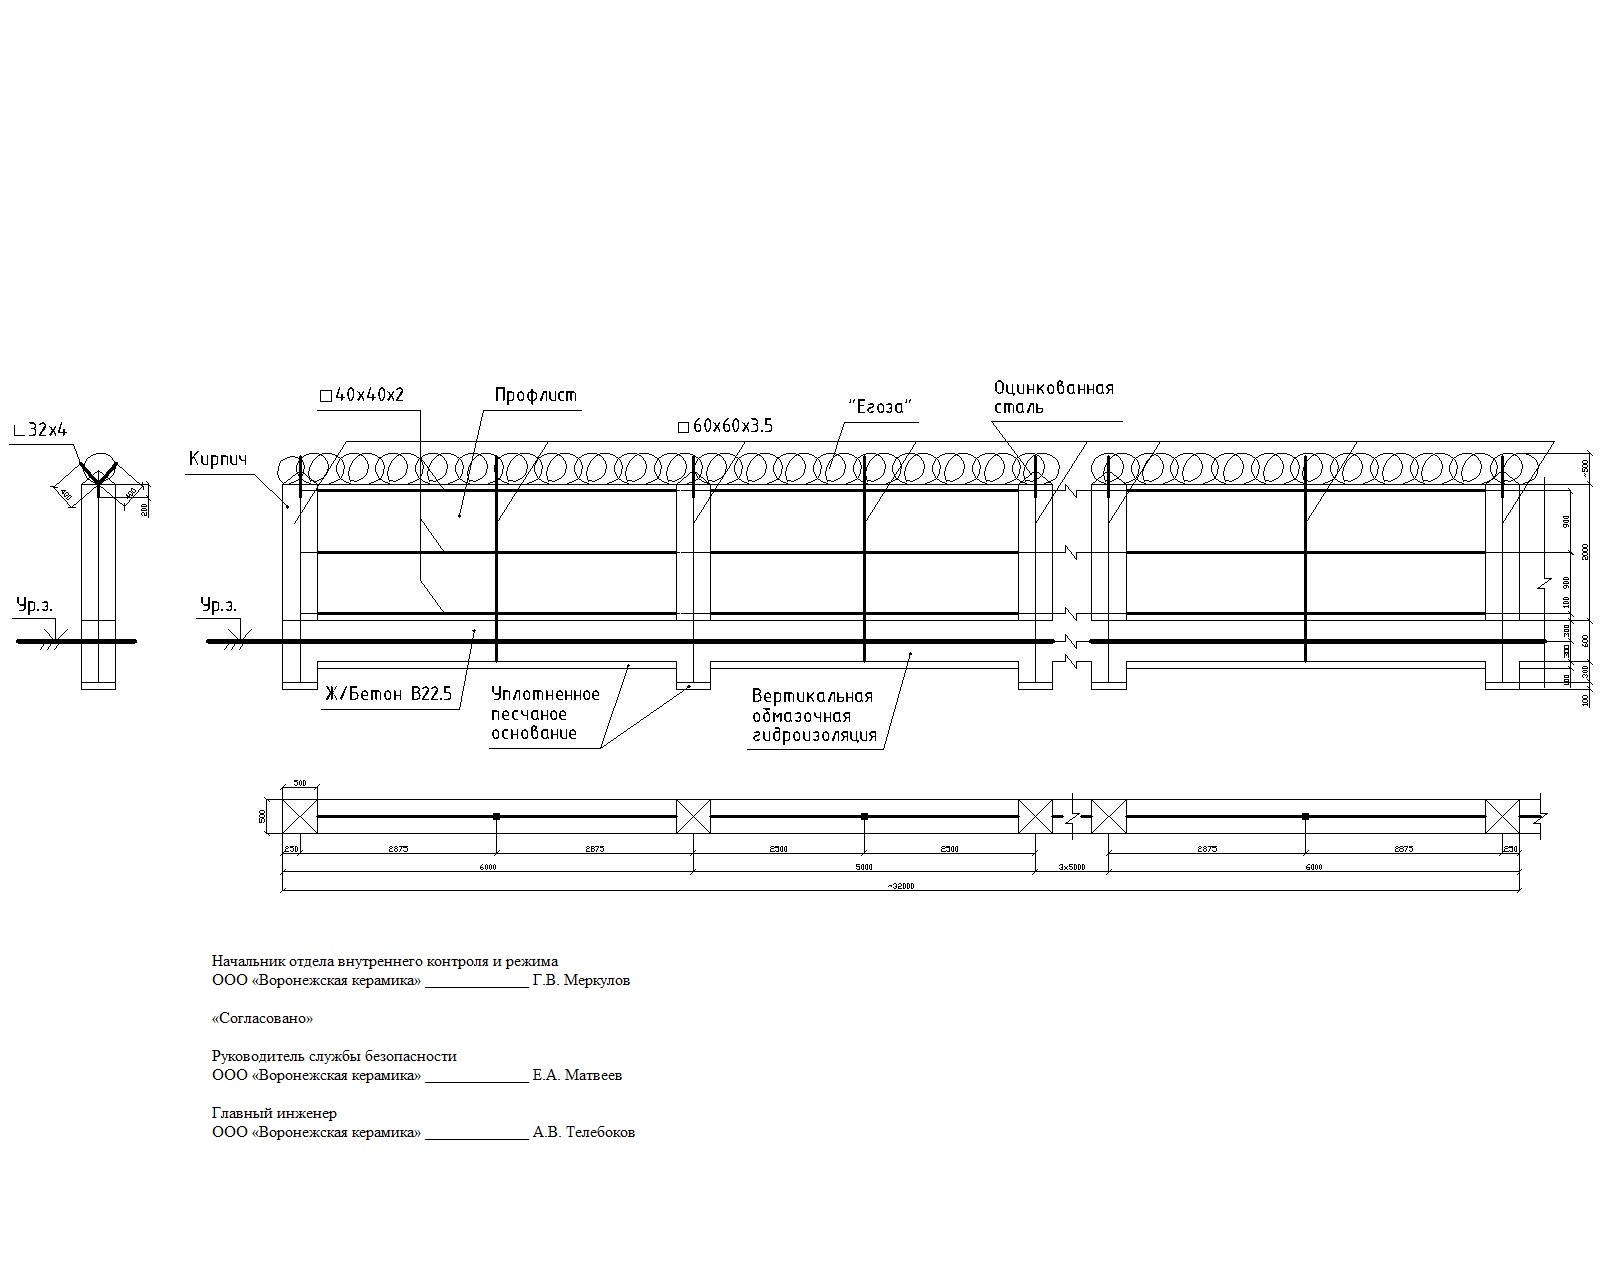 □40х40х2
Профлист
Оцинкованная
сталь
"Егоза"
□60х60х3.5
∟32х4
Кирпич
400
400
200
Ур.з.
Ур.з.
~500
900
2000
900
100
300
600
300
300
100
100
Ж/Бетон В22.5
Уплотненное
песчаное
основание
Вертикальная
обмазочная
гидроизоляция
500
500
250
2875
2875
2500
2500
2875
2875
250
6000
5000
3х5000
6000
~32000
Начальник отдела внутреннего контроля и режима
ООО «Воронежская керамика» _____________ Г.В. Меркулов
«Согласовано»
Руководитель службы безопасности
ООО «Воронежская керамика» _____________ Е.А. Матвеев
Главный инженер
ООО «Воронежская керамика» _____________ А.В. Телебоков